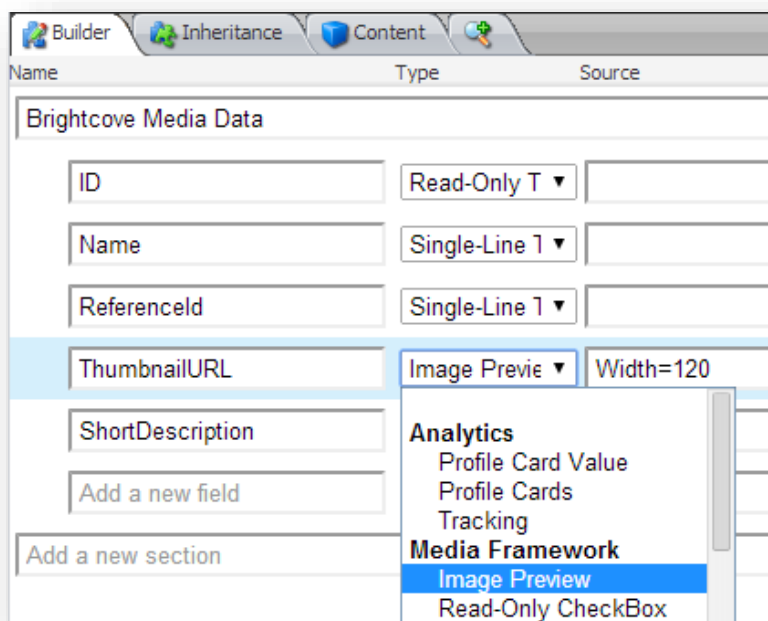 Builder Inheritance Content
Name Type Source
Brightcove Media Data
ID Read-Only T
Name Single-Line T
ReferenceId Single-Line T
ThumbnailURL Image Previe Width=120
ShortDescription
Analytics
Profile Card Value
Add a new field Profile Cards
Tracking
Add a new section Media Framework
Image Preview
Read-Only CheckBox